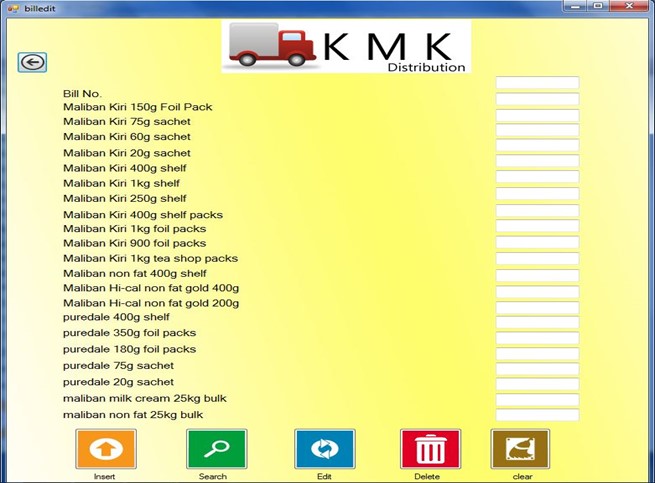 billedit
K M K
Distribution
Bill No.
Maliban Kiri 150g Foil Pack
Maliban Kiri 75g sachet
Maliban Kiri 60g sachet
Maliban Kiri 20g sachet
Maliban Kiri 400g shelf
Maliban Kiri 1kg shelf
Maliban Kiri 250g shelf
Maliban Kiri 400g shelf packs
Maliban Kiri 1kg foil packs
Maliban Kiri 900 foil packs
Maliban Kiri 1kg tea shop packs
Maliban non fat 400g shelf
Maliban Hi-cal non fat gold 400g
Maliban Hi-cal non fat gold 200g
puredale 400g shelf
puredale 350g foil packs
puredale 180g foil packs
puredale 75g sachet
puredale 20g sachet
maliban milk cream 25kg bulk
maliban non fat 25kg bulk
Insert Search Edit Delete clear